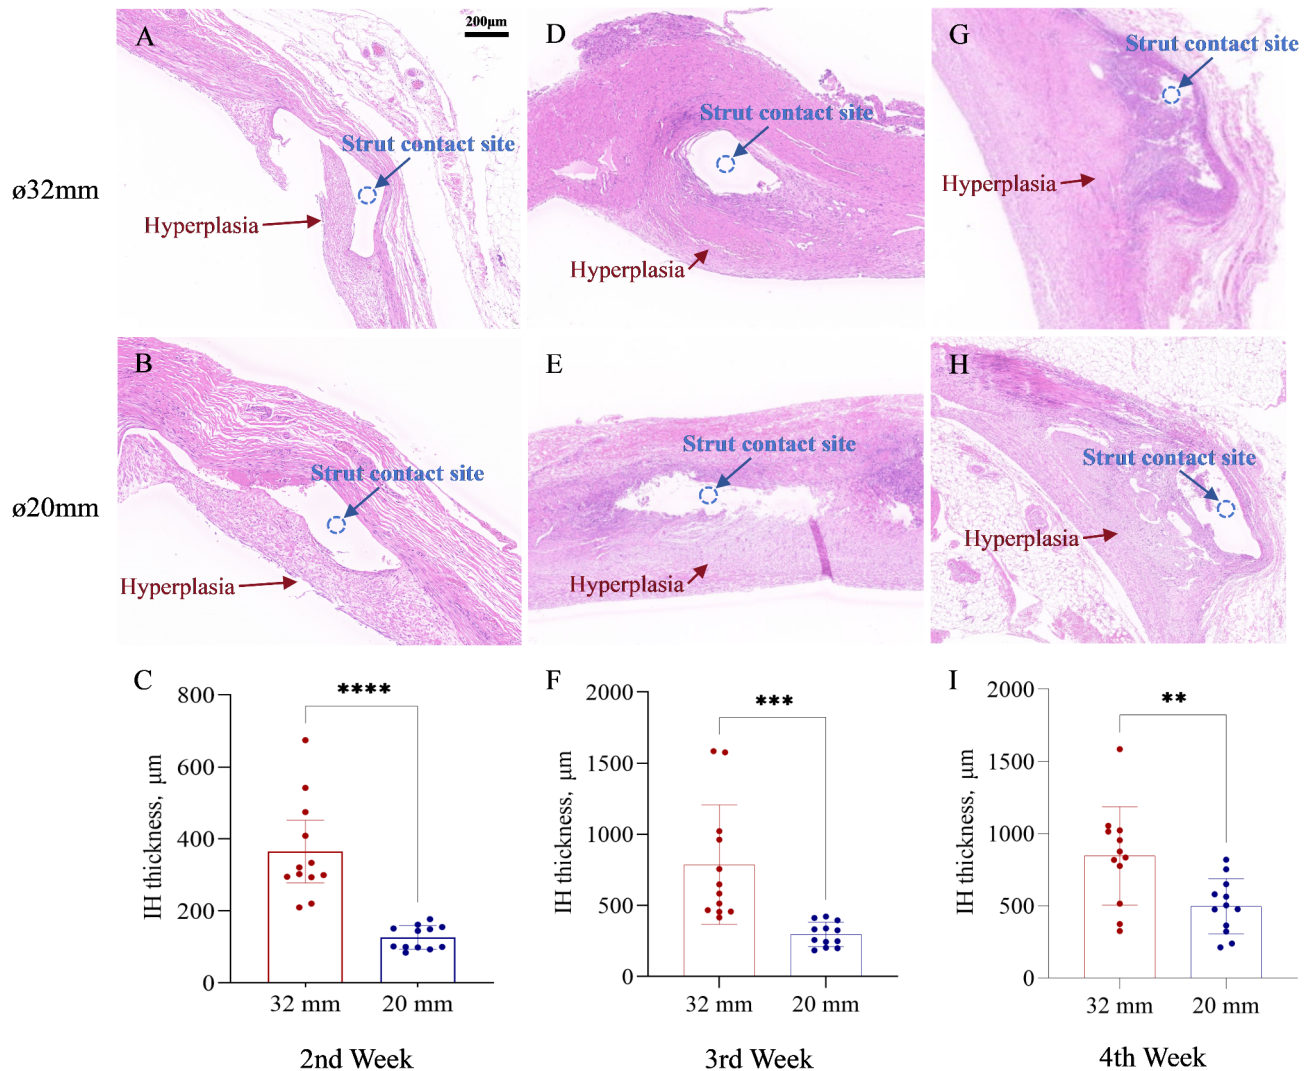 A
200μm
Strut contact site
Hyperplasia
D
Strut contact site
Hyperplasia
G
Strut contact site
Hyperplasia
ø32mm
B
Strut contact site
Hyperplasia
E
Strut contact site
Hyperplasia
H
Strut contact site
Hyperplasia
ø20mm
C
****
IH thickness, μm
800
600
400
200
0
32 mm
20 mm
2nd Week
F
***
IH thickness, μm
2000
1500
1000
500
0
32 mm
20 mm
3rd Week
I
**
IH thickness, μm
2000
1500
1000
500
0
32 mm
20 mm
4th Week